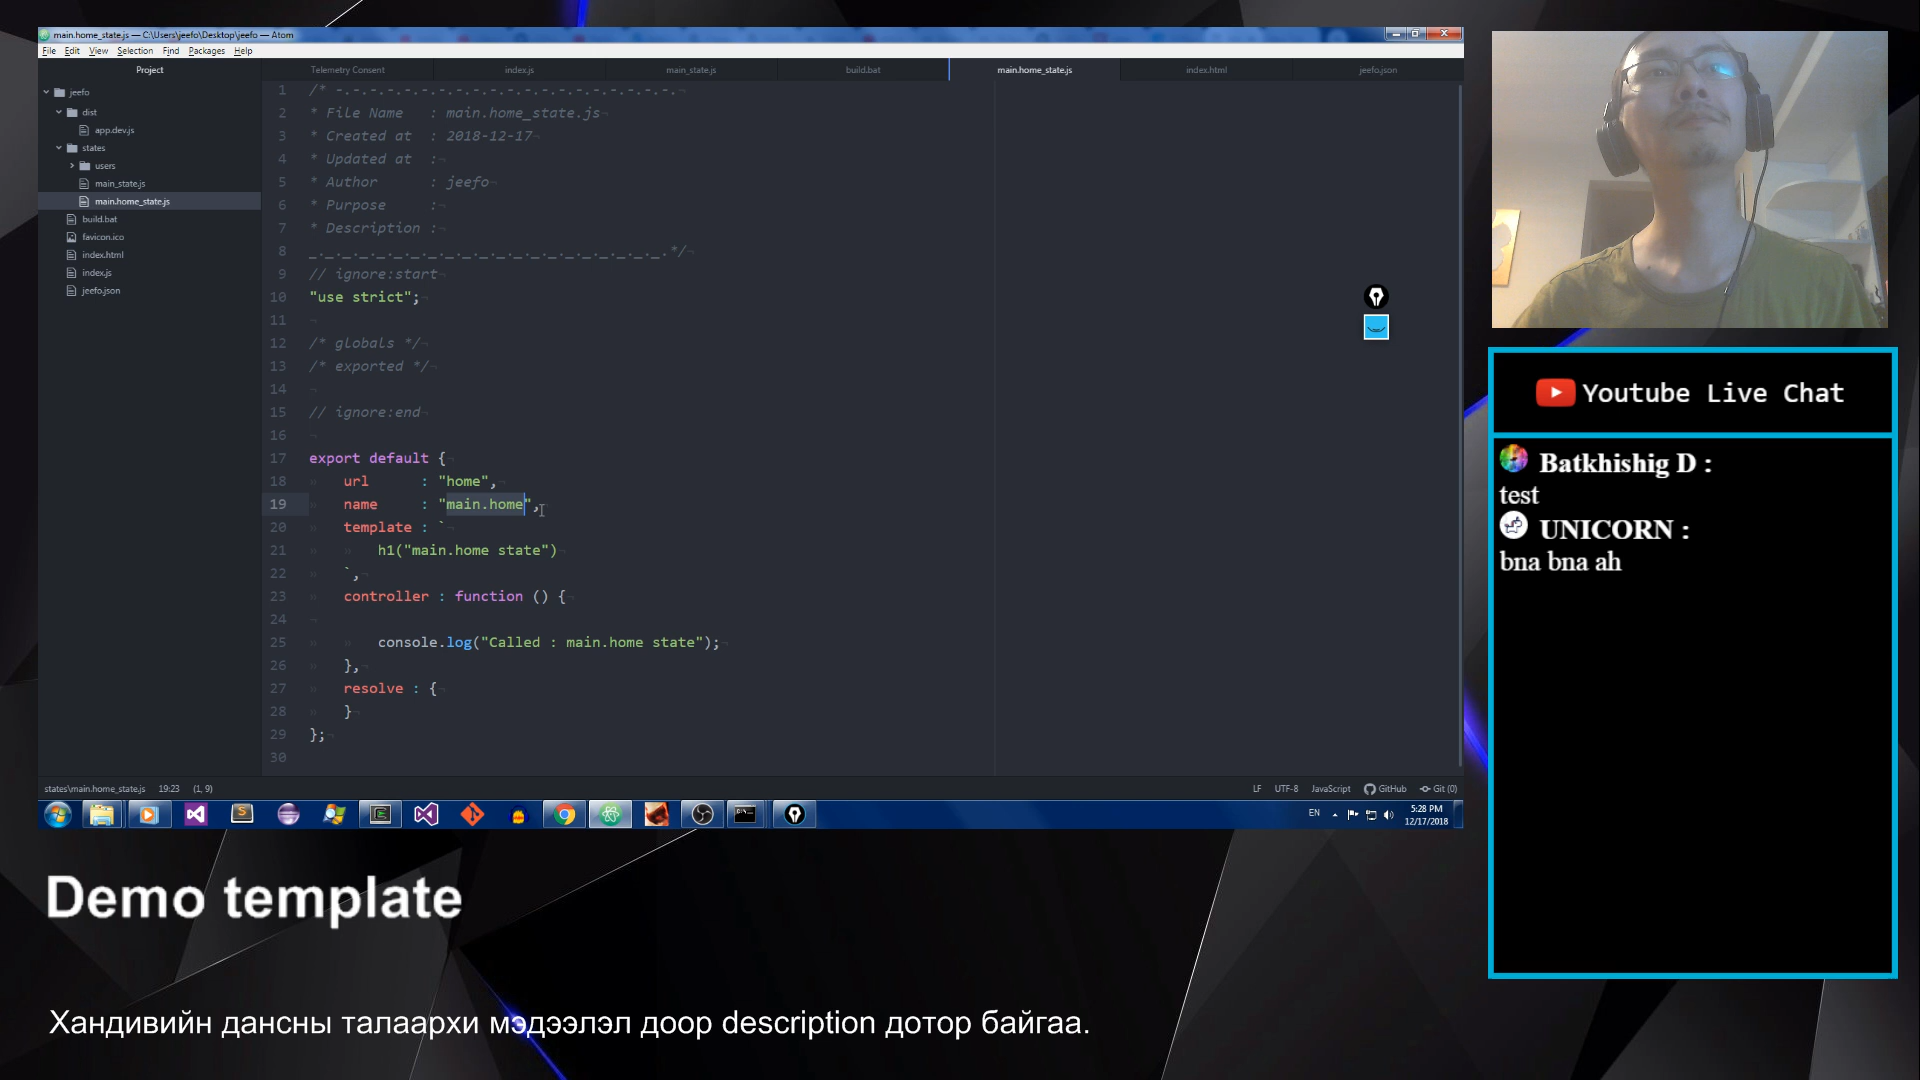 main.home_state.js — C:\Users\jeefo\Desktop\jeefo — Atom
File Edit View Selection Find Packages Help
Project
Telemetry Consent index.js main_state.js build.bat main.home_state.js index.html jeefo.json
jeefo
dist
app.dev.js
states
users
main_state.js
main.home_state.js
build.bat
favicon.ico
index.html
index.js
jeefo.json
1 /* -.-.-.-.-.-.-.-.-.-.-.-.-.-.-.-.-.-.-.-.
2 * File Name : main.home_state.js
3 * Created at : 2018-12-17
4 * Updated at :
5 * Author : jeefo
6 * Purpose :
7 * Description :
8 _._._._._._._._._._._._._._._._._._._._._.*/
9 // ignore:start
10 "use strict";
11
12 /* globals */
13 /* exported */
14
15 // ignore:end
16
17 export default {
18 url : "home",
19 name : "main.home",
20 template : `
21 h1("main.home state")
22 `,
23 controller : function () {
24
25 console.log("Called : main.home state");
26 },
27 resolve : {
28 }
29 };
30
states\main.home_state.js 19:23 (1, 9)
LF UTF-8 JavaScript GitHub Git (0)
EN
5:28 PM
12/17/2018
Youtube Live Chat
Batkhishig D :
test
UNICORN :
bna bna ah
Demo template
Хандивийн дансны талаархи мэдээлэл доор description дотор байгаа.